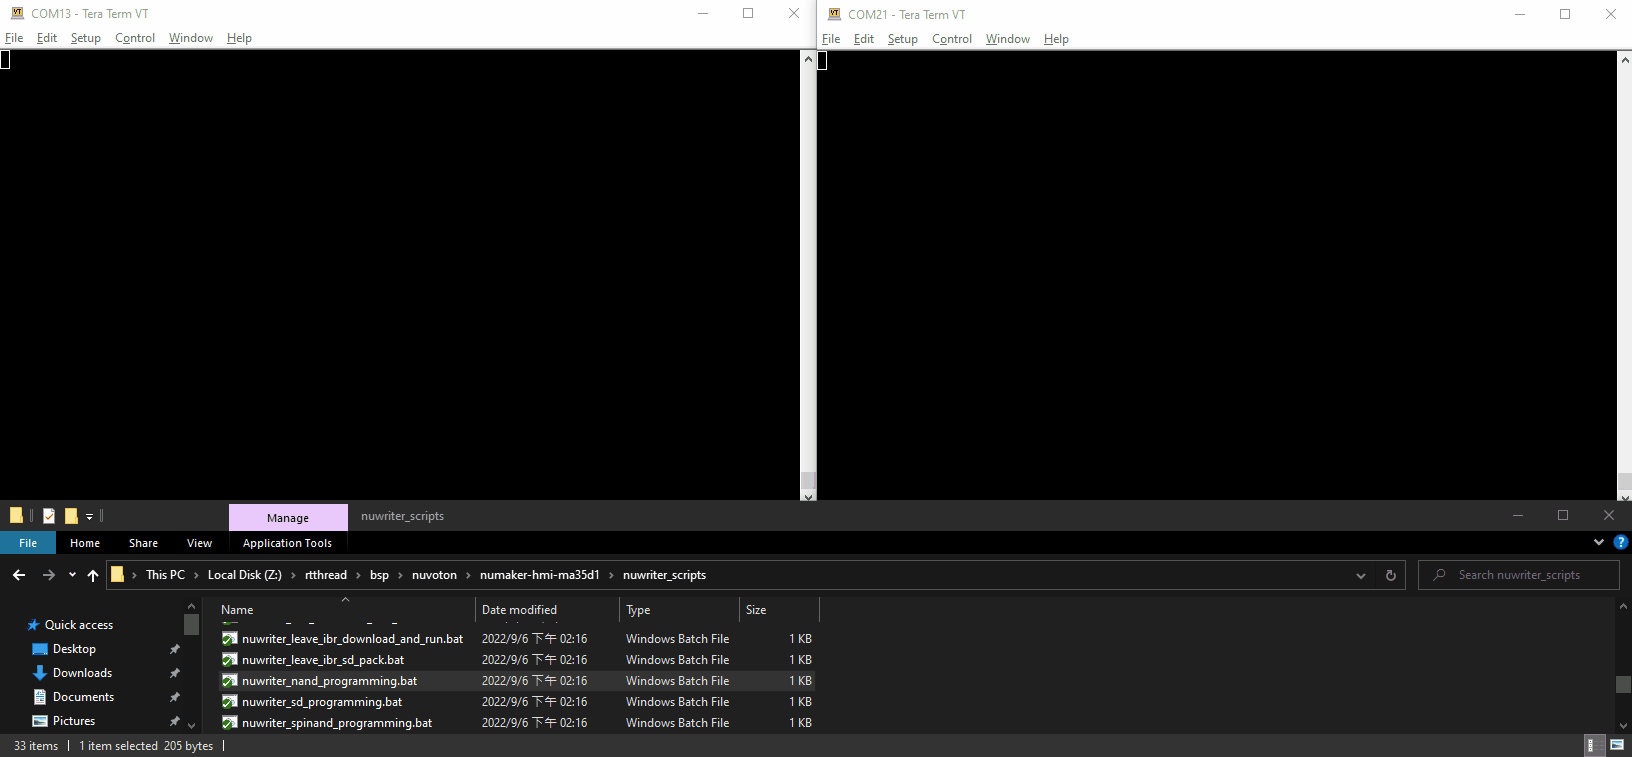 COM13 - Tera Term VT
File Edit Setup Control Window Help
COM21 - Tera Term VT
File Edit Setup Control Window Help
Manage nuwriter_scripts
File Home Share View Application Tools
This PC Local Disk (Z:) rtthread bsp nuvoton numaker-hmi-ma35d1 nuwriter_scripts
Search nuwriter_scripts
Quick access
Desktop
Downloads
Documents
Pictures
Name Date modified Type Size
nuwriter_leave_ibr_download_and_run.bat 2022/9/6 下午 02:16 Windows Batch File 1 KB
nuwriter_leave_ibr_sd_pack.bat 2022/9/6 下午 02:16 Windows Batch File 1 KB
nuwriter_nand_programming.bat 2022/9/6 下午 02:16 Windows Batch File 1 KB
nuwriter_sd_programming.bat 2022/9/6 下午 02:16 Windows Batch File 1 KB
nuwriter_spinand_programming.bat 2022/9/6 下午 02:16 Windows Batch File 1 KB
33 items 1 item selected 205 bytes